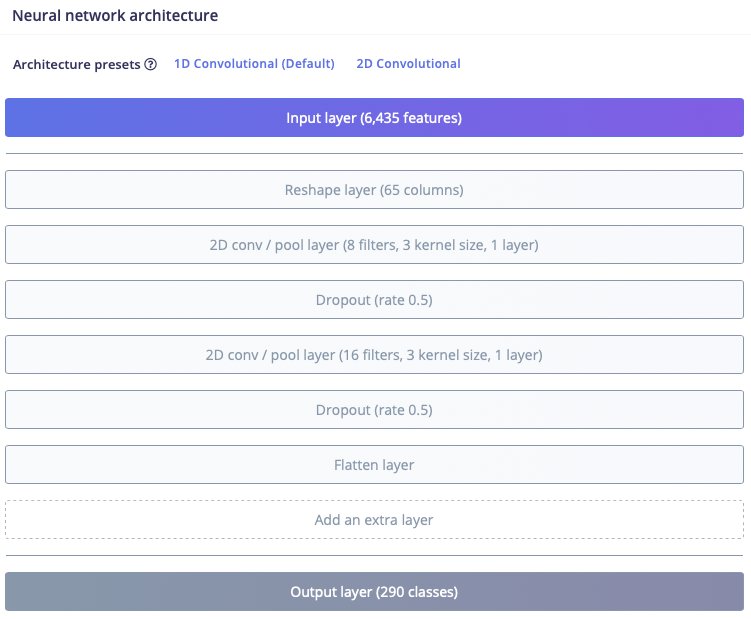 Neural network architecture
Architecture presets ? 1D Convolutional (Default) 2D Convolutional
Input layer (6,435 features)
Reshape layer (65 columns)
2D conv / pool layer (8 filters, 3 kernel size, 1 layer)
Dropout (rate 0.5)
2D conv / pool layer (16 filters, 3 kernel size, 1 layer)
Dropout (rate 0.5)
Flatten layer
Add an extra layer
Output layer (290 classes)